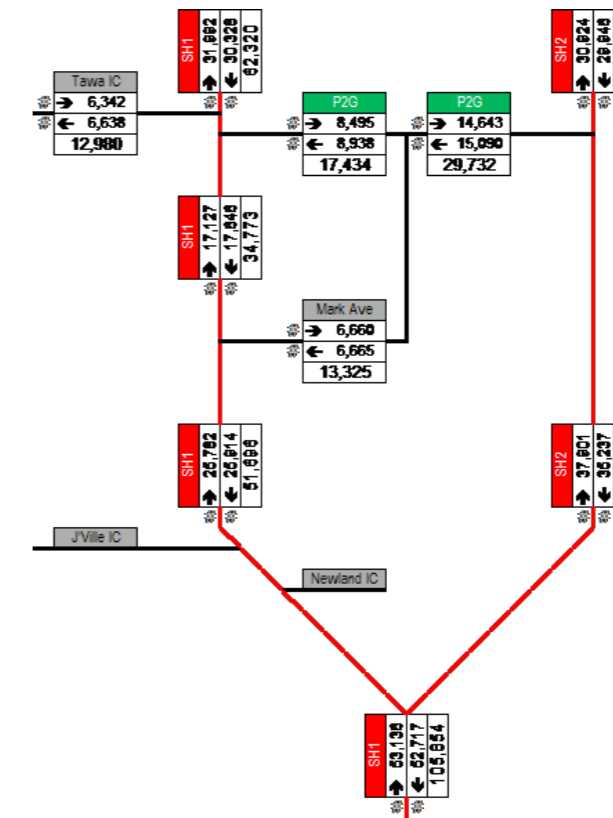 SH1
31,992
30,328
62,320
SH2
30,924
Tawa IC
6,342
6,638
12,980
P2G
8,495
8,938
17,434
P2G
14,643
15,090
29,732
SH1
17,127
17,646
34,773
Mark Ave
6,660
6,665
13,325
SH1
25,782
25,914
51,696
SH2
37,901
J'Ville IC
Newland IC
SH1
52,717
105,854